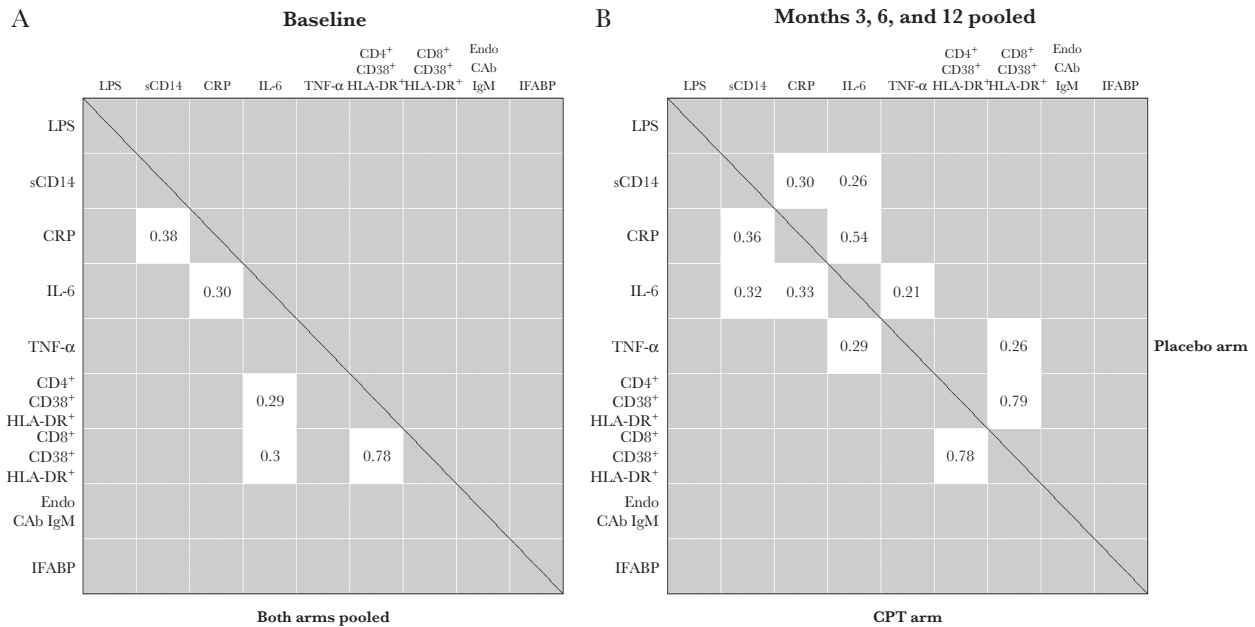 A
Baseline
LPS sCD14 CRP IL-6 TNF-α CD4⁺ CD38⁺ HLA-DR⁺ CD8⁺ CD38⁺ HLA-DR⁺ Endo CAb IgM IFABP
LPS
sCD14
CRP 0.38
IL-6 0.30
TNF-α
CD4⁺
CD38⁺ 0.29
HLA-DR⁺
CD8⁺
CD38⁺ 0.3 0.78
HLA-DR⁺
Endo
CAb IgM
IFABP
Both arms pooled
B
Months 3, 6, and 12 pooled
LPS sCD14 CRP IL-6 TNF-α CD4⁺ CD38⁺ HLA-DR⁺ CD8⁺ CD38⁺ HLA-DR⁺ Endo CAb IgM IFABP
LPS
sCD14 0.30 0.26
CRP 0.36 0.54
IL-6 0.32 0.33 0.21
TNF-α 0.29 0.26
Placebo arm
CD4⁺
CD38⁺ 0.79
HLA-DR⁺
CD8⁺
CD38⁺ 0.78
HLA-DR⁺
Endo
CAb IgM
IFABP
CPT arm